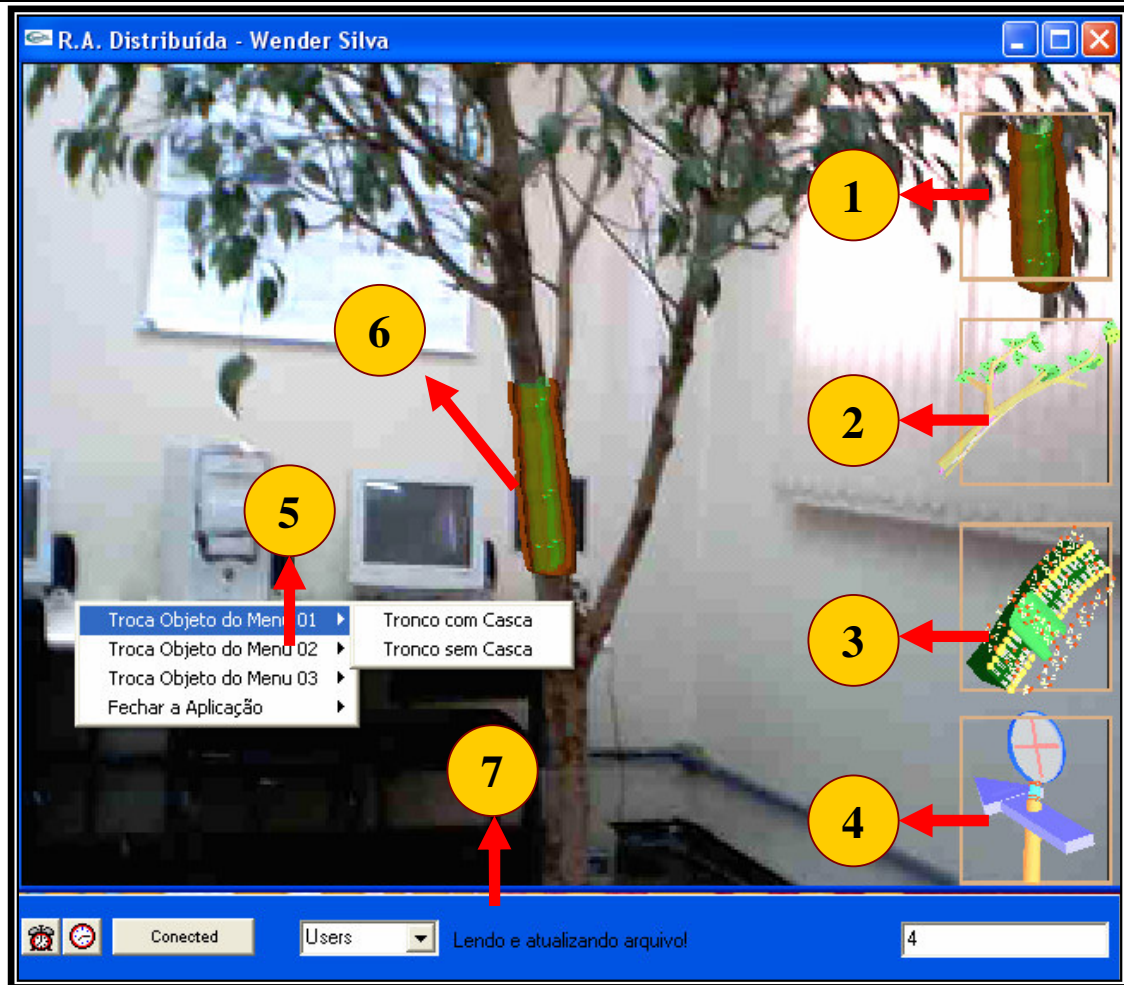 R.A. Distribuída - Wender Silva
1
6
2
5
Troca Objeto do Menu 01
Tronco com Casca
Troca Objeto do Menu 02
Tronco sem Casca
3
Troca Objeto do Menu 03
Fechar a Aplicação
7
4
Conected
Users
Lendo e atualizando arquivo!
4